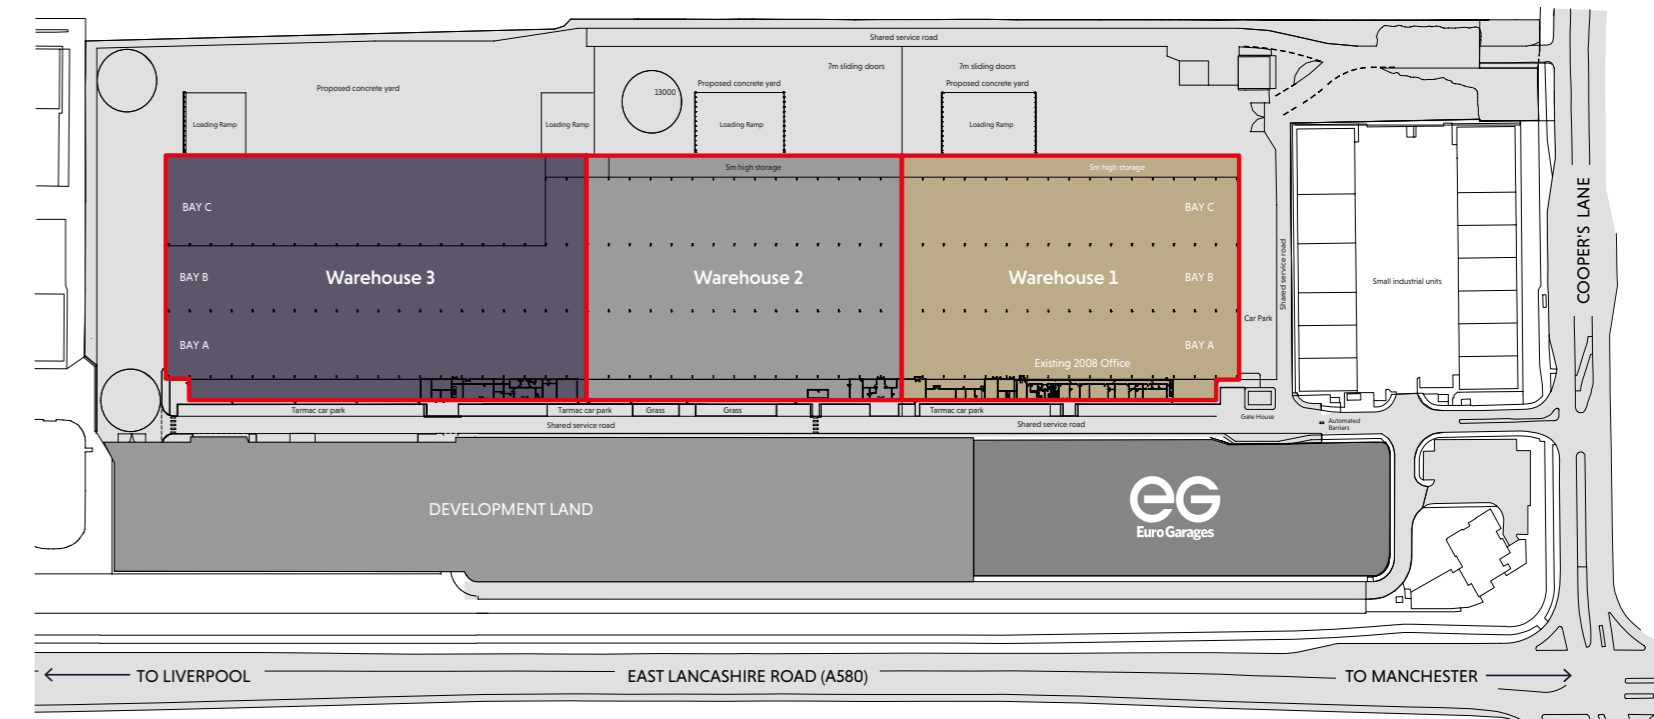 Shared service road
7m sliding doors
7m sliding doors
Proposed concrete yard
Proposed concrete yard
Proposed concrete yard
13000
Loading Ramp
Loading Ramp
Loading Ramp
Loading Ramp
5m high storage
5m high storage
BAY C
BAY C
COOPER'S LANE
Shared service road
BAY B
Warehouse 3
Warehouse 2
Warehouse 1
BAY B
Small industrial units
Car Park
BAY A
BAY A
Existing 2008 Office
Tarmac car park
Tarmac car park
Grass
Grass
Tarmac car park
Gate House
Shared service road
Shared service road
Automated
Barriers
DEVELOPMENT LAND
eG
Euro Garages
TO LIVERPOOL
EAST LANCASHIRE ROAD (A580)
TO MANCHESTER